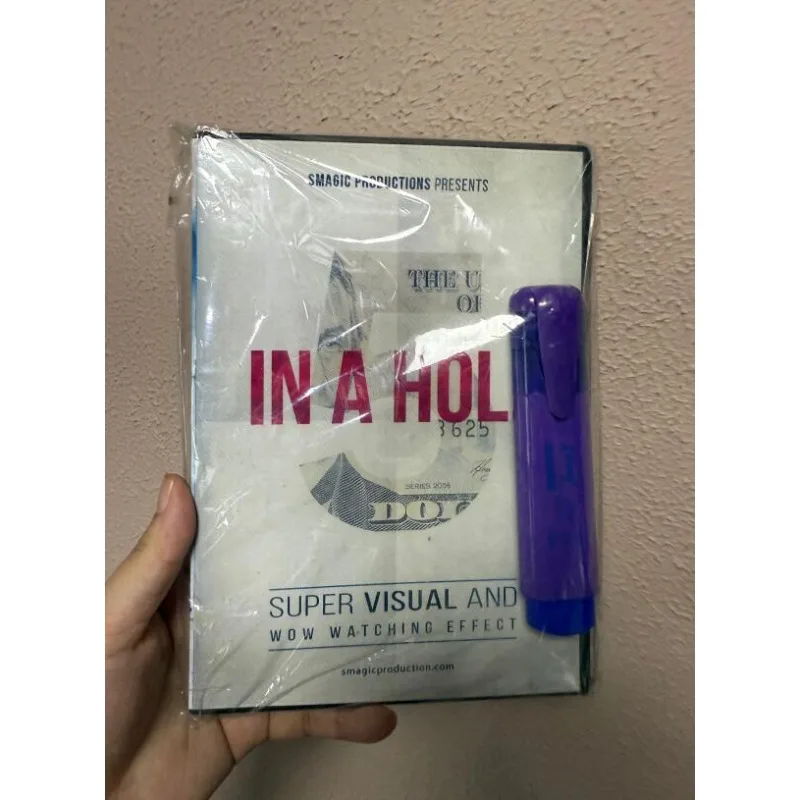 SMAGIC PRODUCTIONS PRESENTS
THE U
OF
IN A HOL
3625
SERIES 2006
DOL
SUPER VISUAL AND
WOW WATCHING EFFECT
smagicproduction.com